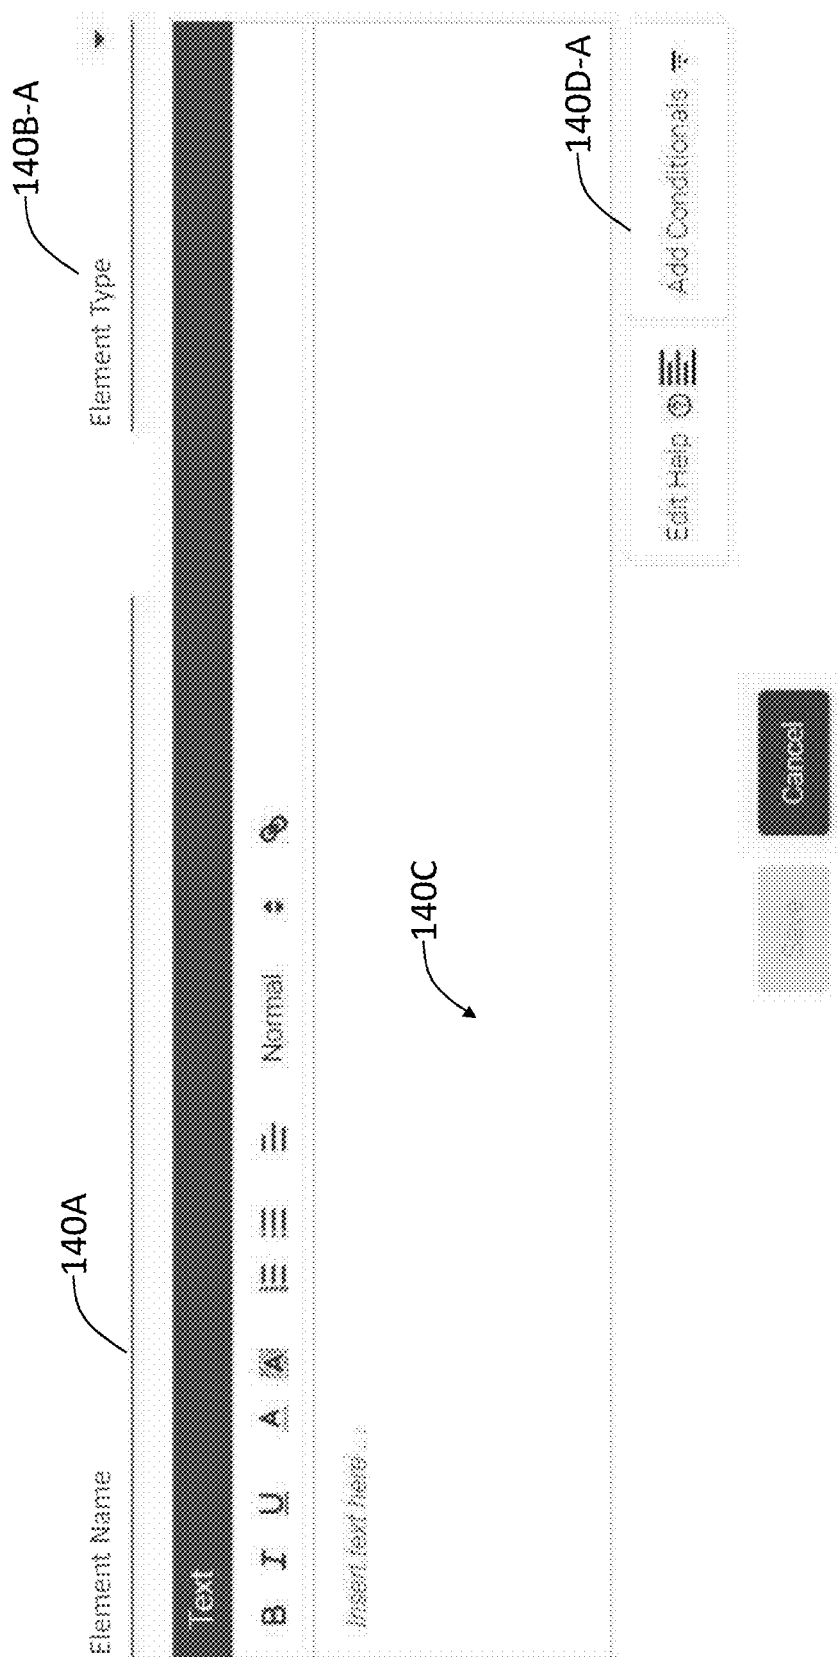 140A
140B-A
Element Name
Element Type
Text
B I U A A Normal
Insert text here ...
140C
140D-A
Edit Help
Add Conditionals
Cancel